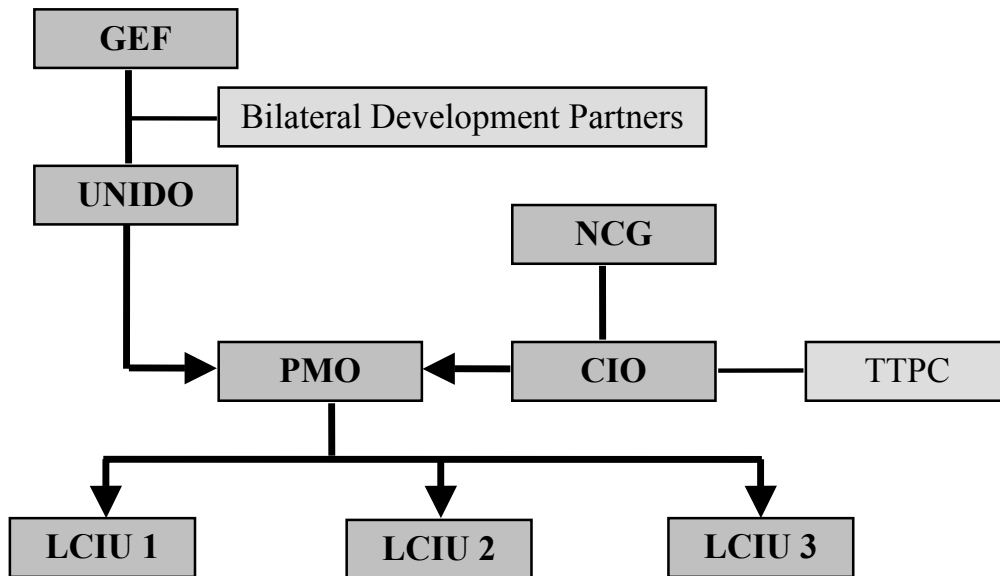 GEF
Bilateral Development Partners
UNIDO
NCG
PMO
CIO
TTPC
LCIU 1
LCIU 2
LCIU 3